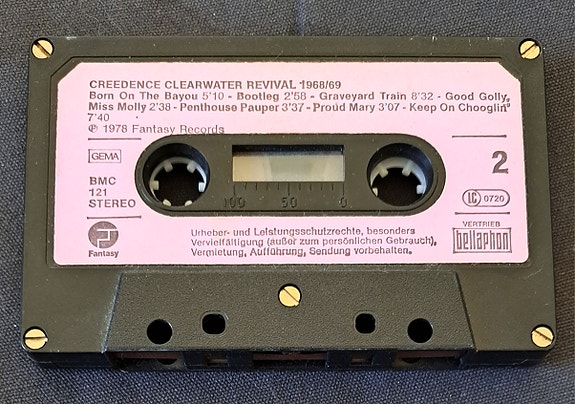 CREEDENCE CLEARWATER REVIVAL 1968/69
Born On The Bayou 5'10 - Bootleg 2'58 - Graveyard Train 8'32 - Good Golly,
Miss Molly 2'38 - Penthouse Pauper 3'37 - Proud Mary 3'07 - Keep On Chooglin'
7'40
℗ 1978 Fantasy Records
GEMA
2
BMC
121
STEREO
100 50 0
LC 0720
F
Fantasy
Urheber- und Leistungsschutzrechte, besonders
Vervielfältigung (außer zum persönlichen Gebrauch),
Vermietung, Aufführung, Sendung vorbehalten.
VERTRIEB
bellaphon